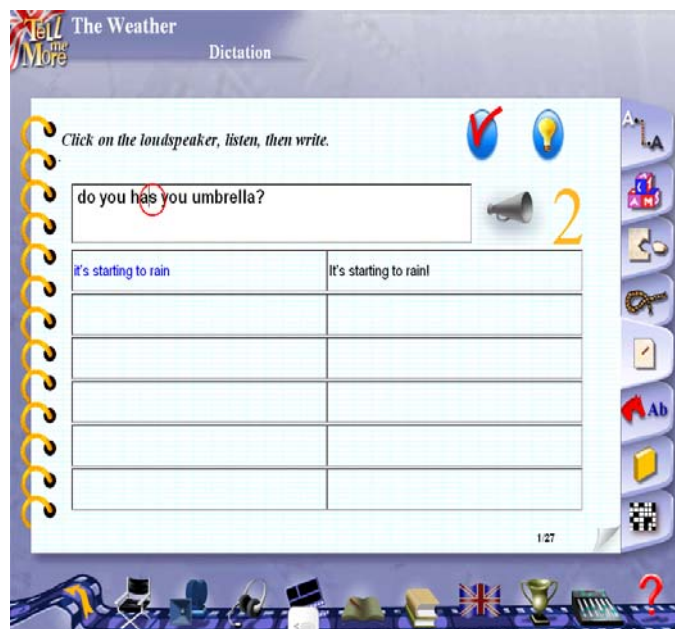 TELL me More
The Weather
Dictation
Click on the loudspeaker, listen, then write.
do you has you umbrella?
2
it's starting to rain
It's starting to rain!
1/27
A
A
A M S
Ab
?